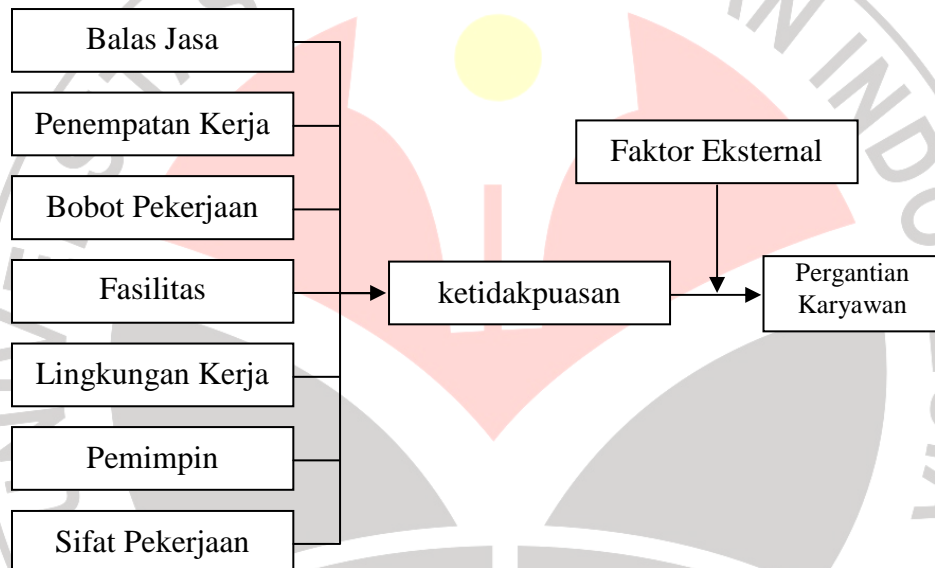 Balas Jasa
Penempatan Kerja
Bobot Pekerjaan
Fasilitas
Lingkungan Kerja
Pemimpin
Sifat Pekerjaan
ketidakpuasan
Faktor Eksternal
Pergantian
Karyawan